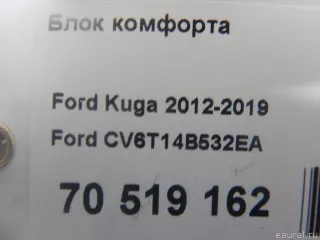 Блок комфорта
Ford Kuga 2012-2019
Ford CV6T14B532EA
70 519 162
© eaural.ru